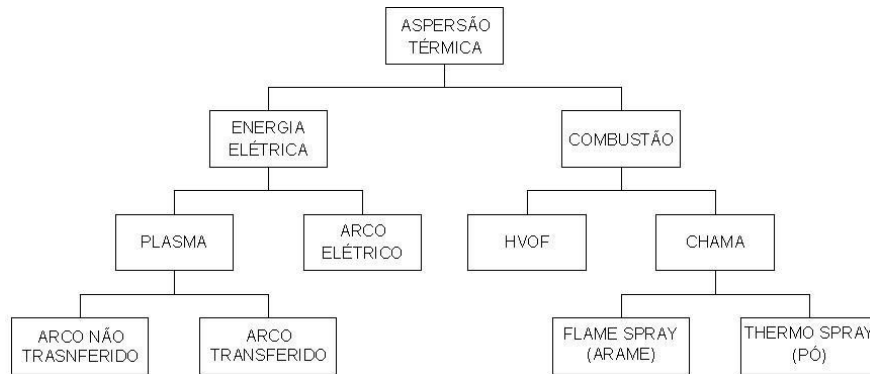 ASPERSÃO
TÉRMICA
ENERGIA
ELÉTRICA
COMBUSTÃO
PLASMA
ARCO
ELÉTRICO
HVOF
CHAMA
ARCO NÃO
TRASNFERIDO
ARCO
TRANSFERIDO
FLAME SPRAY
(ARAME)
THERMO SPRAY
(PÓ)